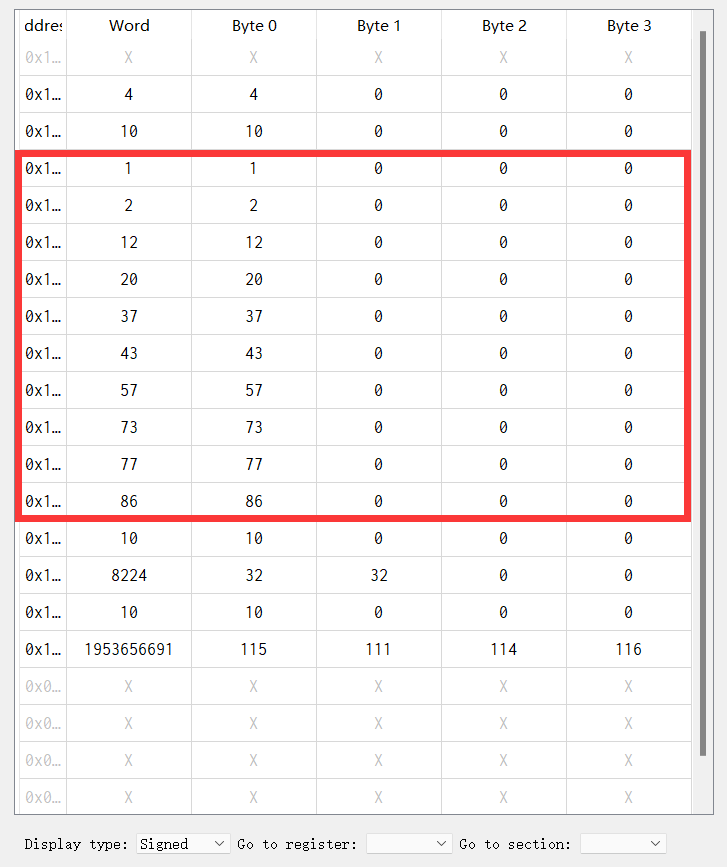 ddres Word Byte 0 Byte 1 Byte 2 Byte 3
0x1… X X X X X
0x1… 4 4 0 0 0
0x1… 10 10 0 0 0
0x1… 1 1 0 0 0
0x1… 2 2 0 0 0
0x1… 12 12 0 0 0
0x1… 20 20 0 0 0
0x1… 37 37 0 0 0
0x1… 43 43 0 0 0
0x1… 57 57 0 0 0
0x1… 73 73 0 0 0
0x1… 77 77 0 0 0
0x1… 86 86 0 0 0
0x1… 10 10 0 0 0
0x1… 8224 32 32 0 0
0x1… 10 10 0 0 0
0x1… 1953656691 115 111 114 116
0x0… X X X X X
0x0… X X X X X
0x0… X X X X X
0x0… X X X X X
Display type: Signed Go to register: Go to section: